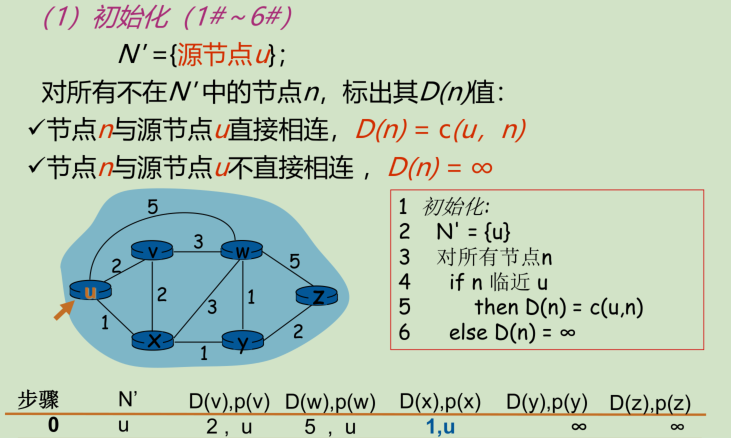 (1) 初始化 (1#～6#)
N′={源节点u};
对所有不在N′中的节点n，标出其D(n)值：
✓节点n与源节点u直接相连，D(n) = c(u，n)
✓节点n与源节点u不直接相连 ，D(n) = ∞
5
v 3 w 5
2
u 2 3 1 z
1 2
x 1 y
1 初始化:
2 N' = {u}
3 对所有节点n
4 if n 临近 u
5 then D(n) = c(u,n)
6 else D(n) = ∞
步骤 N' D(v),p(v) D(w),p(w) D(x),p(x) D(y),p(y) D(z),p(z)
0 u 2 , u 5 , u 1,u ∞ ∞